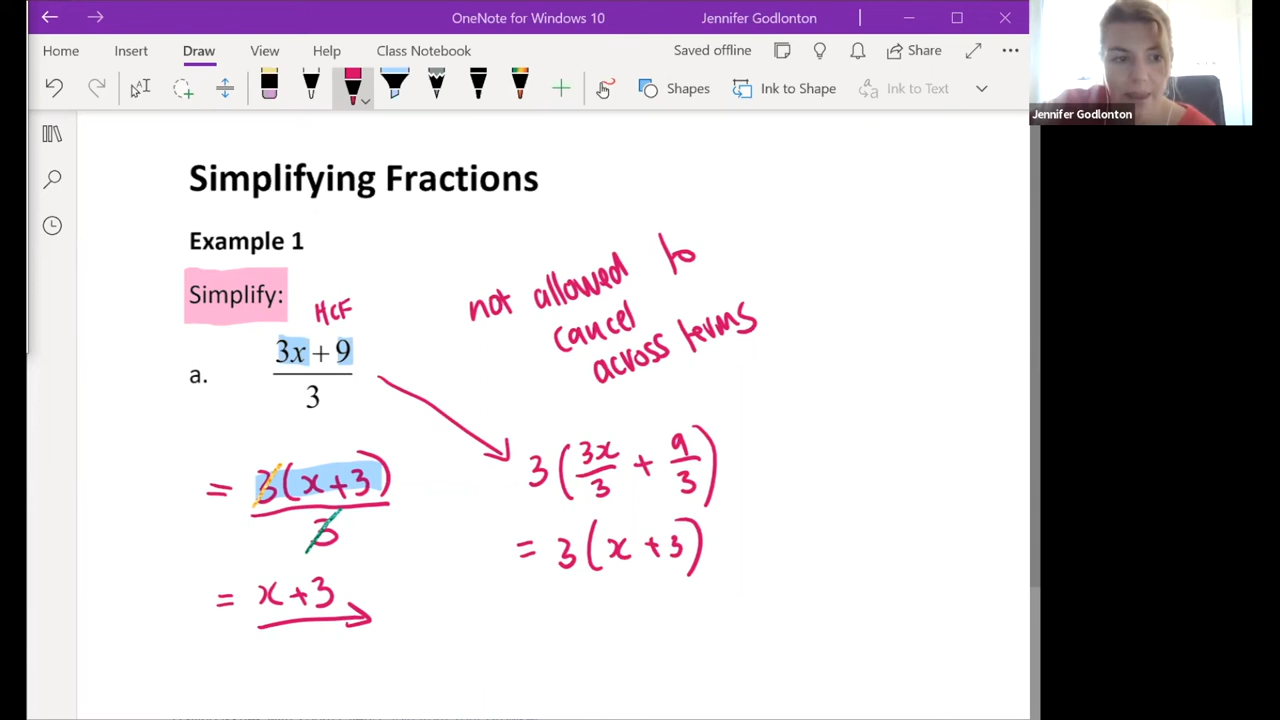 OneNote for Windows 10
Jennifer Godlonton
Home Insert Draw View Help Class Notebook
Saved offline
Share
Shapes
Ink to Shape
Ink to Text
Jennifer Godlonton
Simplifying Fractions
Example 1
Simplify:
HCF
a. (3x + 9)/3
not allowed to
cancel
across terms
= 3(x+3)/3
= x+3
3(3x/3 + 9/3)
= 3(x+3)